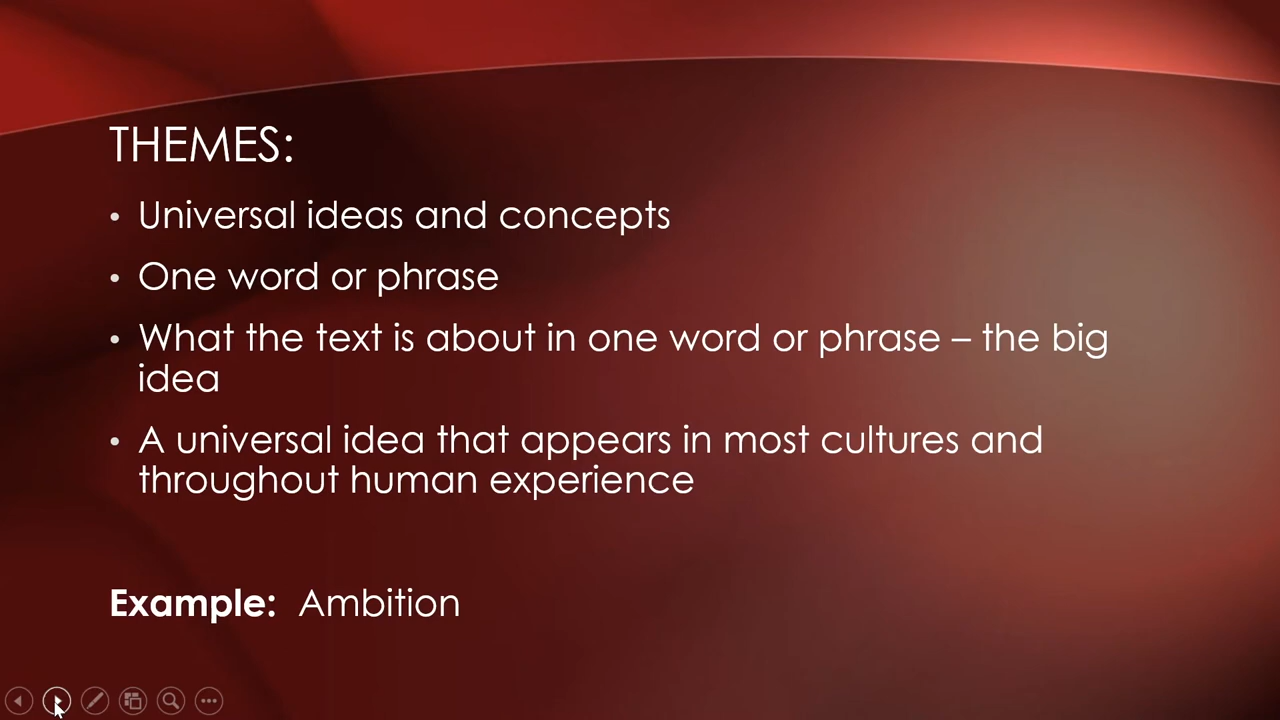 THEMES:
• Universal ideas and concepts
• One word or phrase
• What the text is about in one word or phrase – the big
idea
• A universal idea that appears in most cultures and
throughout human experience
Example: Ambition